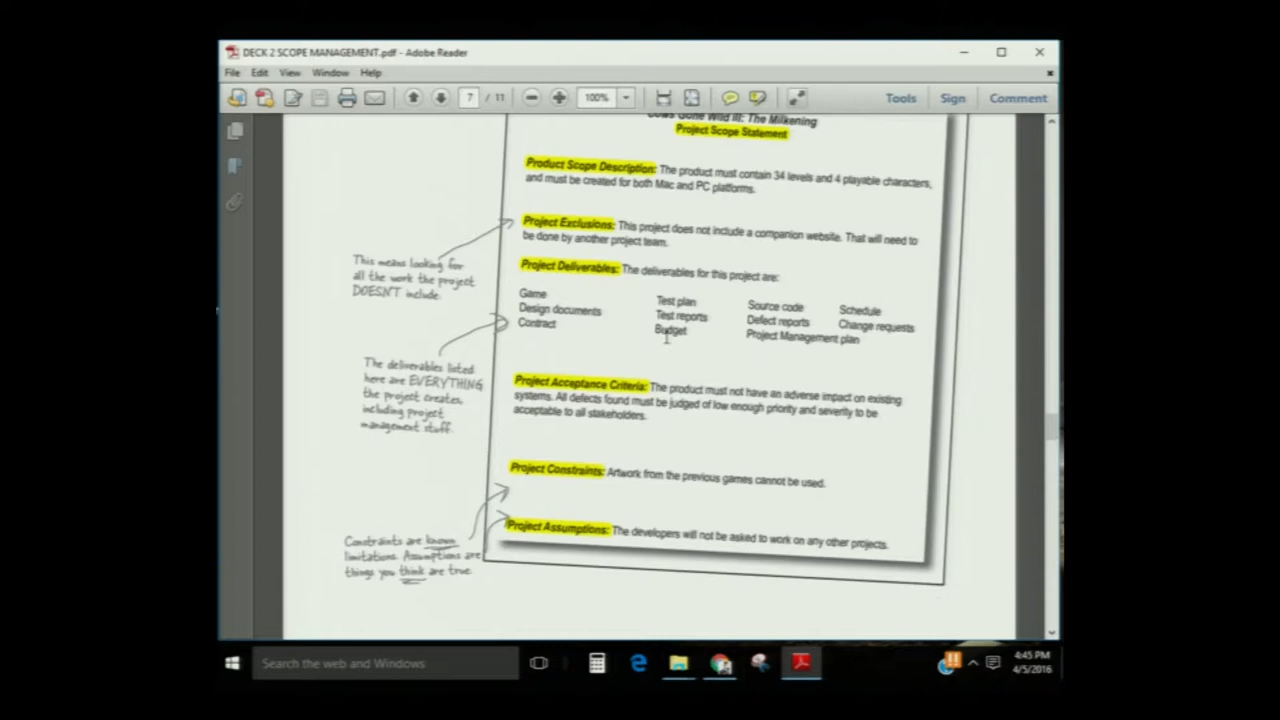 DECK 2 SCOPE MANAGEMENT.pdf - Adobe Reader
File Edit View Window Help
7 / 11 100% Tools Sign Comment
Cows Gone Wild III: The Milkening
Project Scope Statement
Product Scope Description: The product must contain 34 levels and 4 playable characters,
and must be created for both Mac and PC platforms.
Project Exclusions: This project does not include a companion website. That will need to
be done by another project team.
This means looking for
all the work the project
DOESN'T include.
Project Deliverables: The deliverables for this project are:
Game Test plan Source code Schedule
Design documents Test reports Defect reports Change requests
Contract Budget Project Management plan
The deliverables listed
here are EVERYTHING
the project creates,
including project
management stuff.
Project Acceptance Criteria: The product must not have an adverse impact on existing
systems. All defects found must be judged of low enough priority and severity to be
acceptable to all stakeholders.
Project Constraints: Artwork from the previous games cannot be used.
Project Assumptions: The developers will not be asked to work on any other projects.
Constraints are known
limitations. Assumptions are
things you think are true.
Search the web and Windows
4:45 PM
4/5/2016